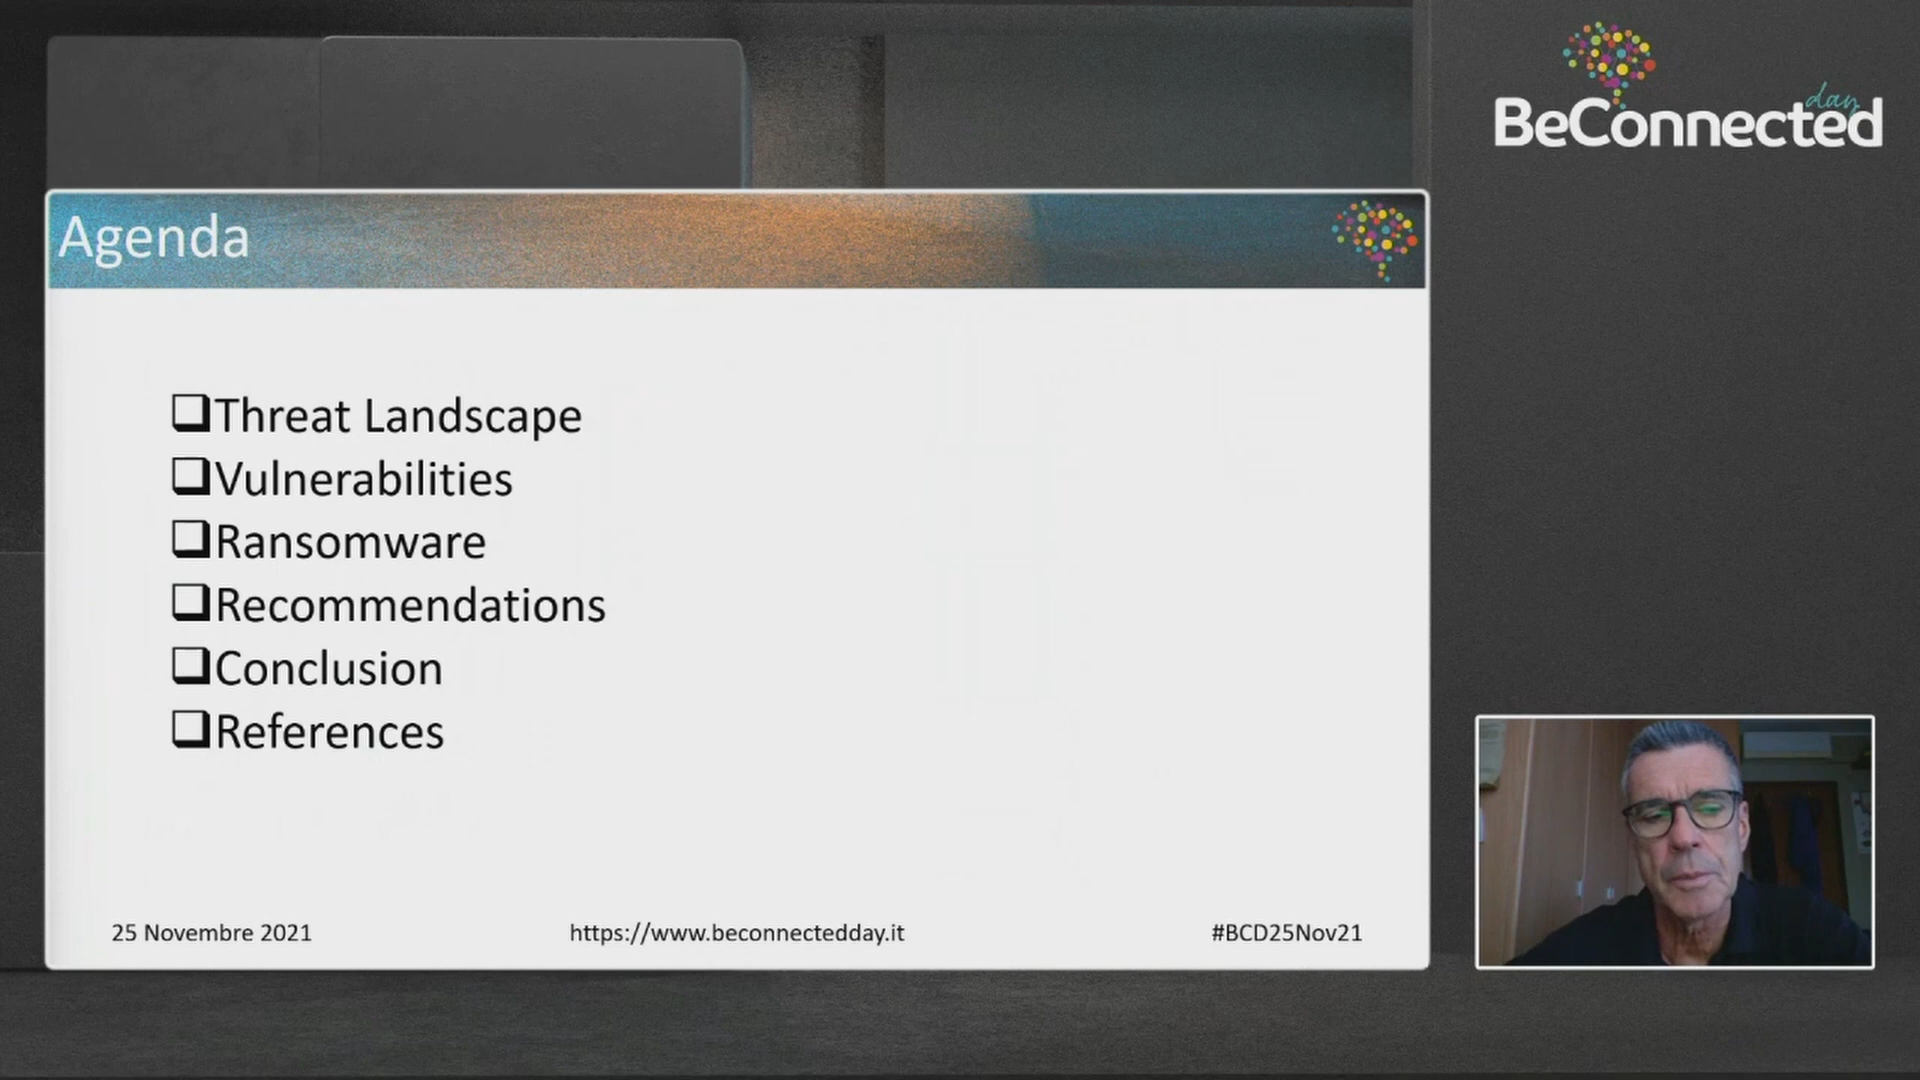 BeConnected
day
Agenda
Threat Landscape
Vulnerabilities
Ransomware
Recommendations
Conclusion
References
25 Novembre 2021
https://www.beconnectedday.it
#BCD25Nov21